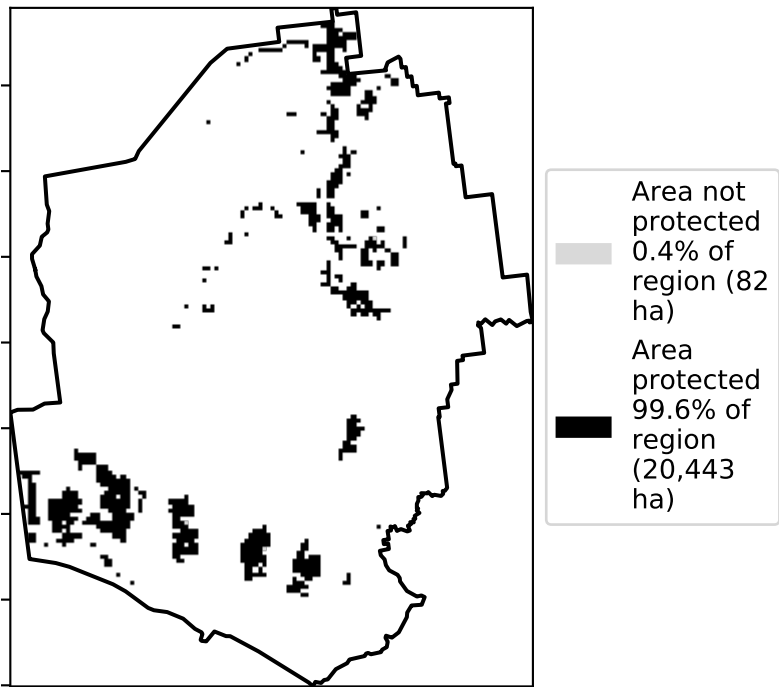 Area not
protected
0.4% of
region (82
ha)
Area
protected
99.6% of
region
(20,443
ha)